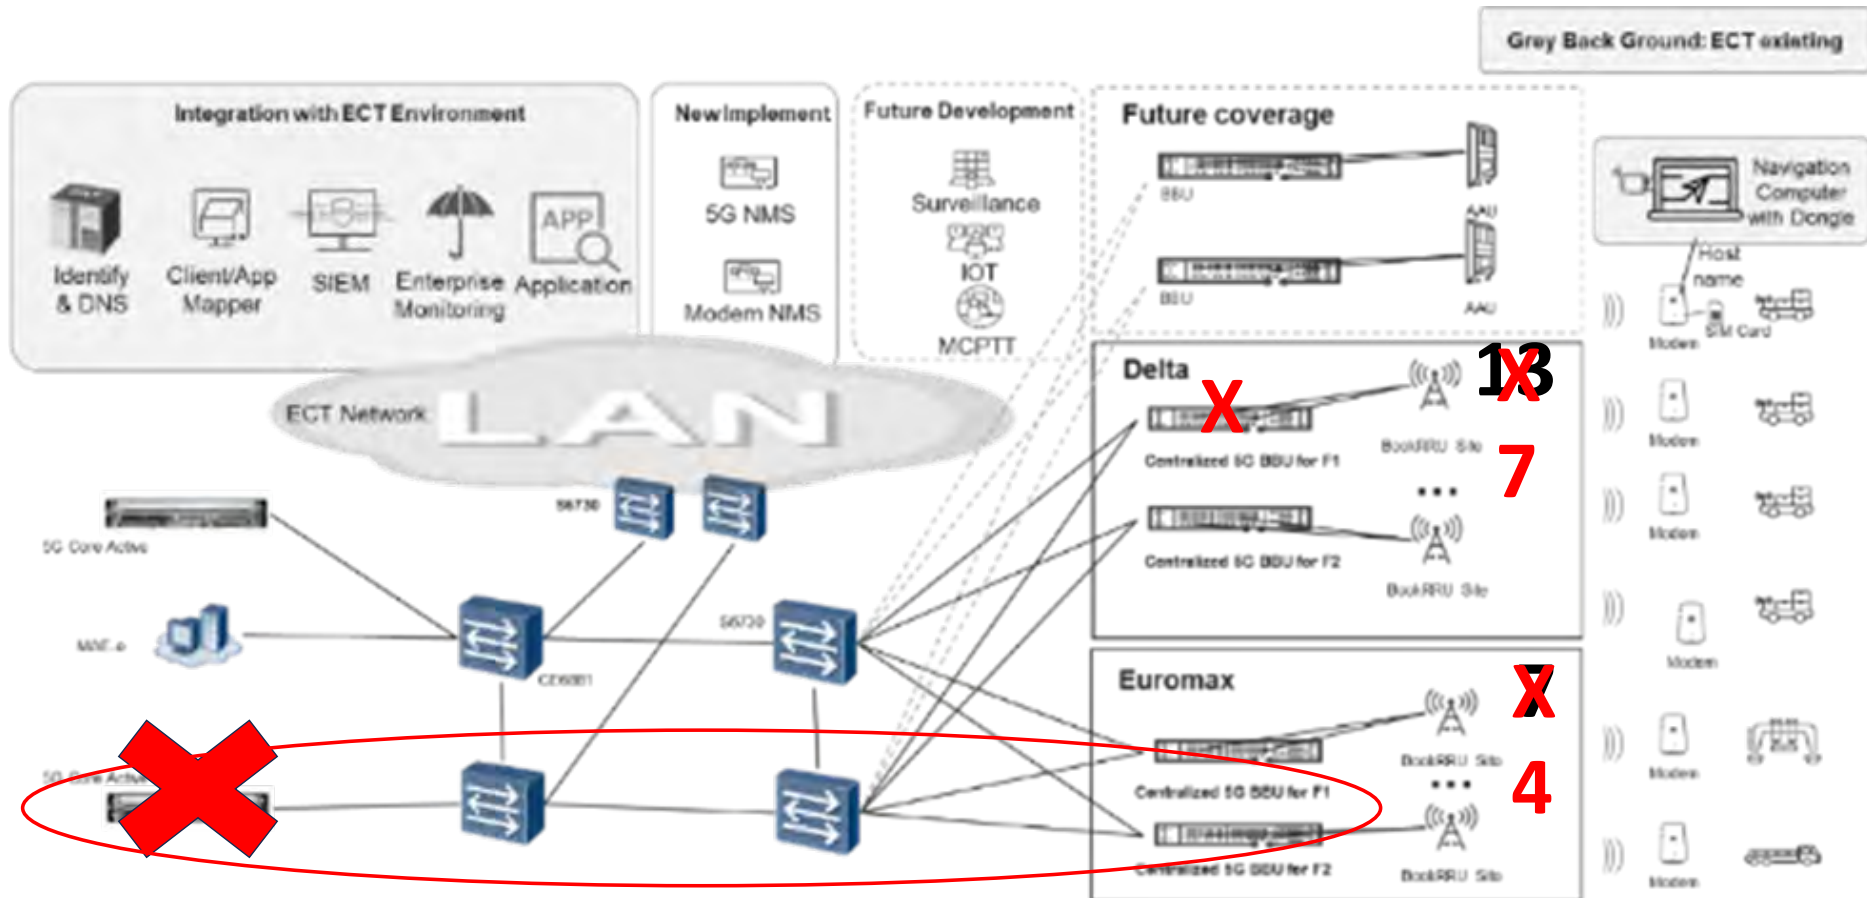 Grey Back Ground: ECT existing
Integration with ECT Environment
Identify
& DNS
Client/App
Mapper
SIEM
Enterprise
Monitoring
APP
Application
New Implement
5G NMS
Modem NMS
Future Development
Surveillance
IOT
MCPTT
Future coverage
BBU
AAU
BBU
AAU
Navigation
Computer
with Dongle
Host
name
SIM Card
Modem
ECT Network
LAN
S6730
5G Core Active
S6730
5G Core Active
Delta
X
13
X
7
Centralized 5G BBU for F1
BookRRU Site
...
Centralized 5G BBU for F2
BookRRU Site
Euromax
7
X
4
Centralized 5G BBU for F1
BookRRU Site
...
Centralized 5G BBU for F2
BookRRU Site
Modem
Modem
Modem
Modem
Modem